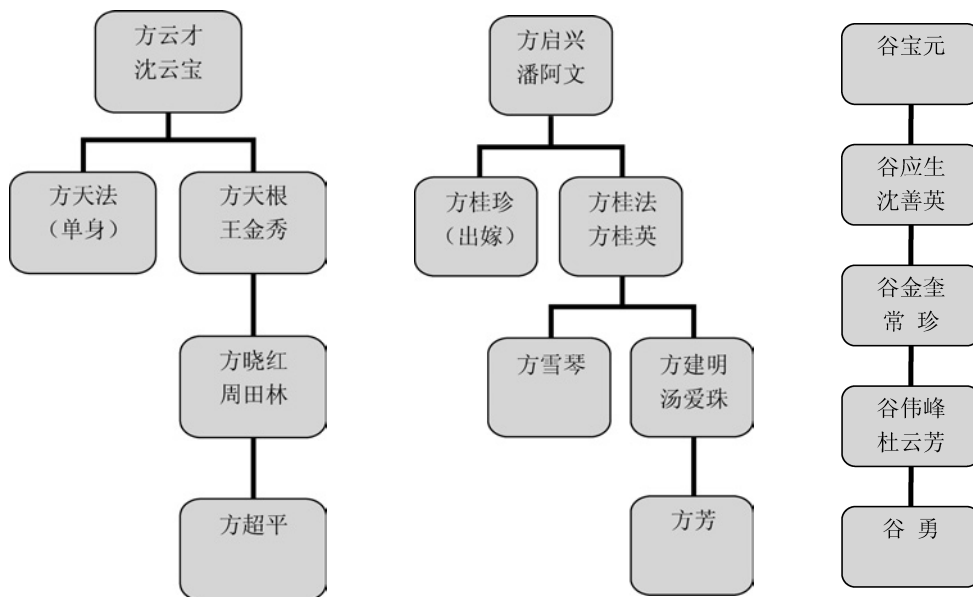 方云才
沈云宝
方天法
（单身）
方天根
王金秀
方晓红
周田林
方超平
方启兴
潘阿文
方桂珍
（出嫁）
方桂法
方桂英
方雪琴
方建明
汤爱珠
方芳
谷宝元
谷应生
沈善英
谷金奎
常 珍
谷伟峰
杜云芳
谷 勇